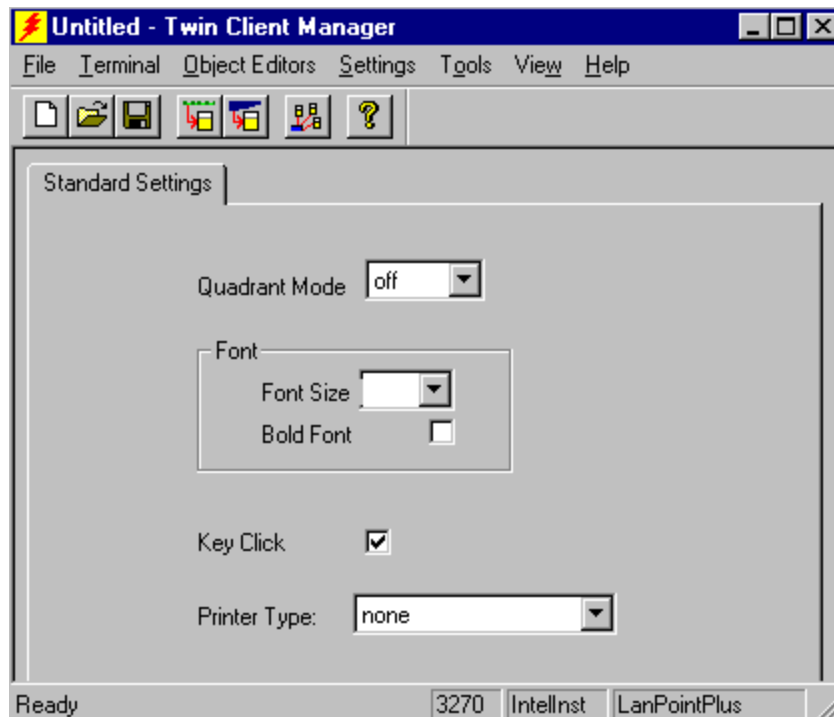 Untitled - Twin Client Manager
File Terminal Object Editors Settings Tools View Help
Standard Settings
Quadrant Mode off
Font
Font Size
Bold Font
Key Click
Printer Type: none
Ready 3270 IntelInst LanPointPlus